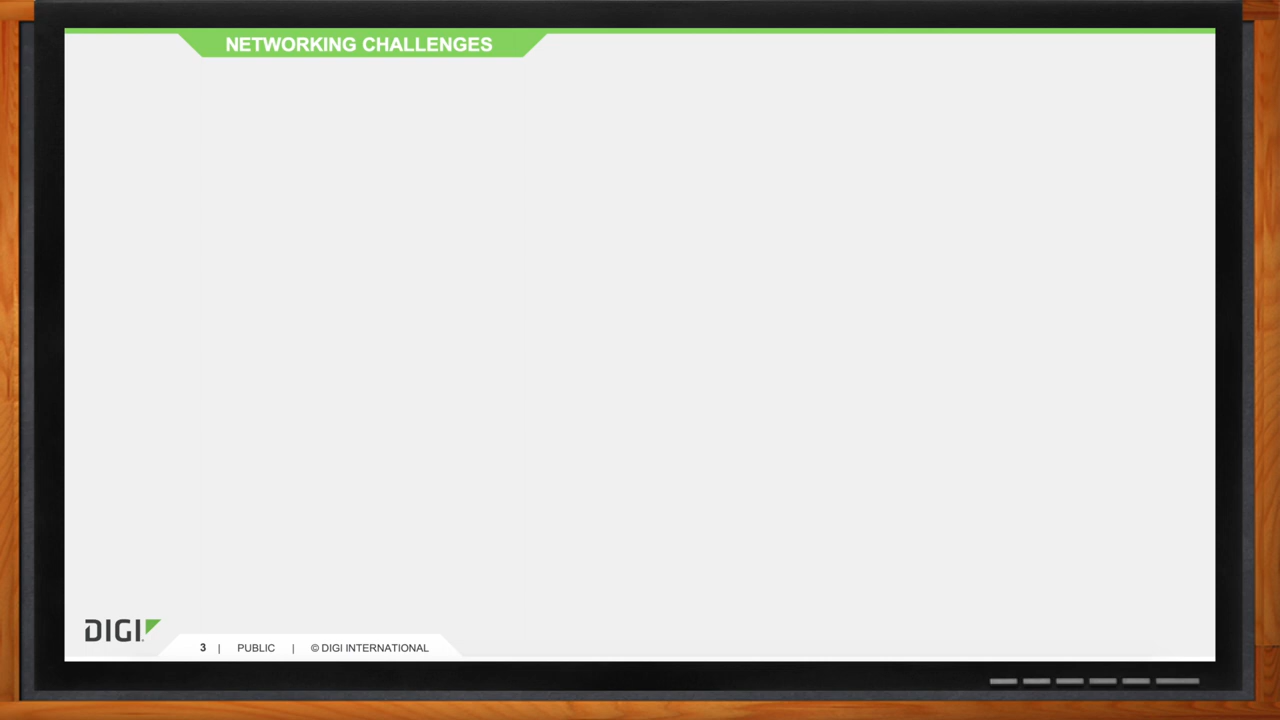 NETWORKING CHALLENGES
DIGI
3 | PUBLIC | © DIGI INTERNATIONAL